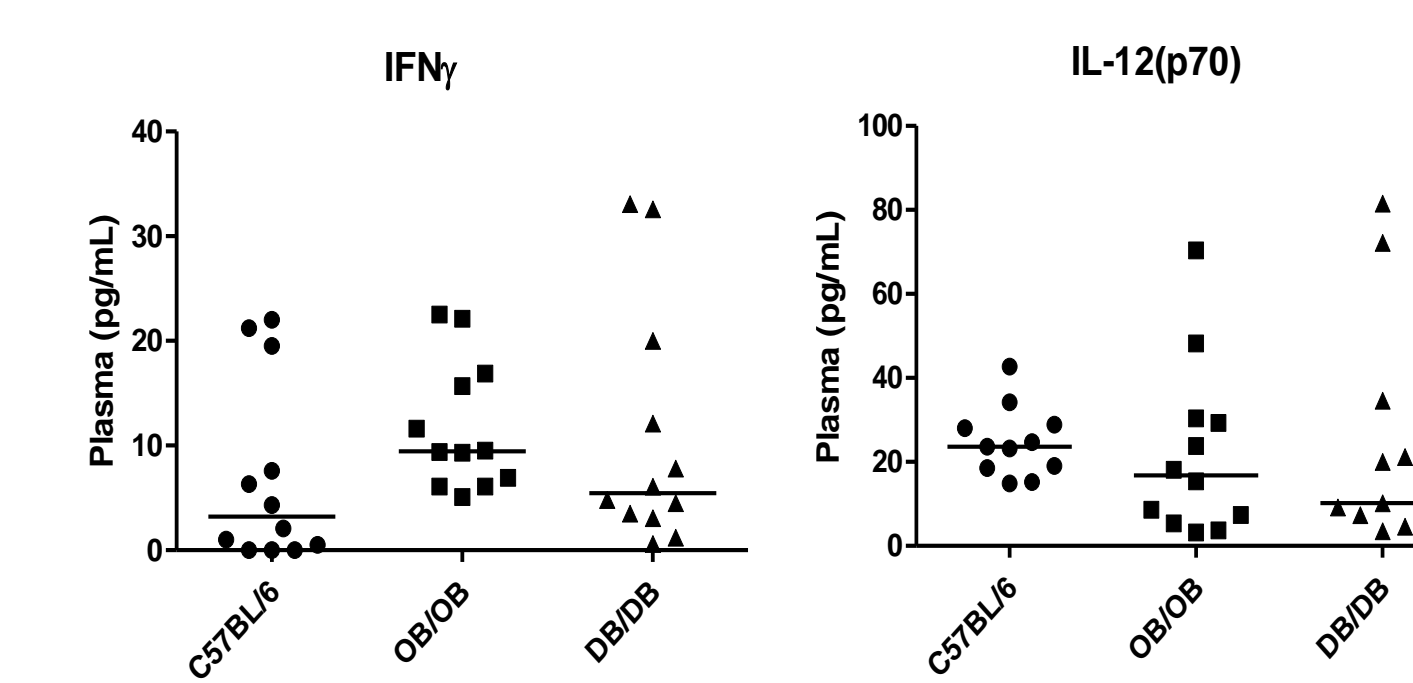 IFNγ
40
30
20
10
0
Plasma (pg/mL)
C57BL/6
OB/OB
DB/DB
IL-12(p70)
100
80
60
40
20
0
Plasma (pg/mL)
C57BL/6
OB/OB
DB/DB